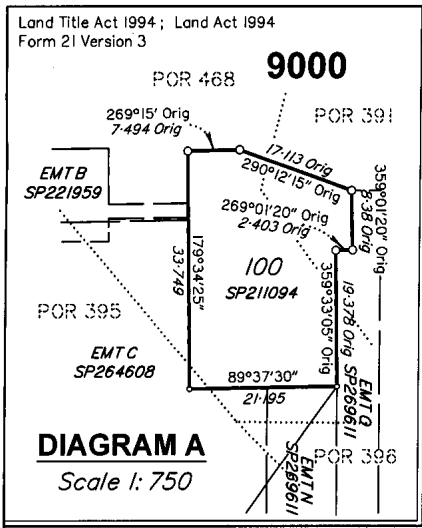 Land Title Act 1994 ; Land Act 1994
Form 21 Version 3
POR 468
9000
POR 391
269°15' Orig
7·494 Orig
17·113 Orig
290°12'15" Orig
359°01'20" Orig
8·38 Orig
EMT B
SP221959
269°01'20" Orig
2·403 Orig
100
SP211094
179°34'25"
33·749
359°33'05" Orig
19·378 Orig
POR 395
EMT C
SP264608
89°37'30"
21·195
EMT Q
SP269611
DIAGRAM A
Scale 1: 750
EMT N
SP269611
POR 396